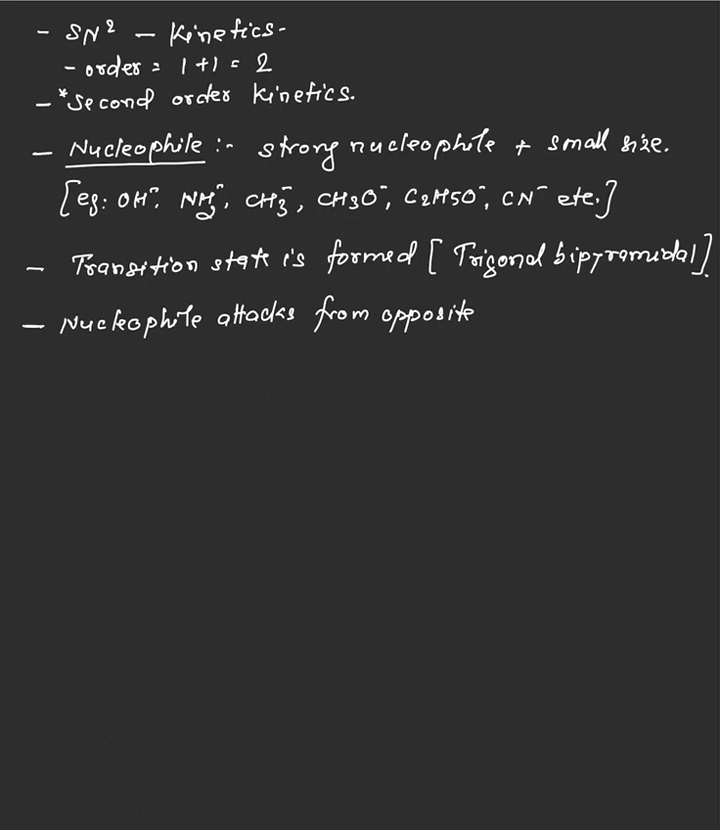 - SN² - Kinetics-
- order = 1+1 = 2
- *Second order Kinetics.
- Nucleophile :- strong nucleophile + small size.
[eg: OH⁻, NH₂⁻, CH₃⁻, CH3O⁻, C2H5O⁻, CN⁻ etc.]
- Transition state is formed [Trigonal bipyramidal].
- Nucleophile attacks from opposite